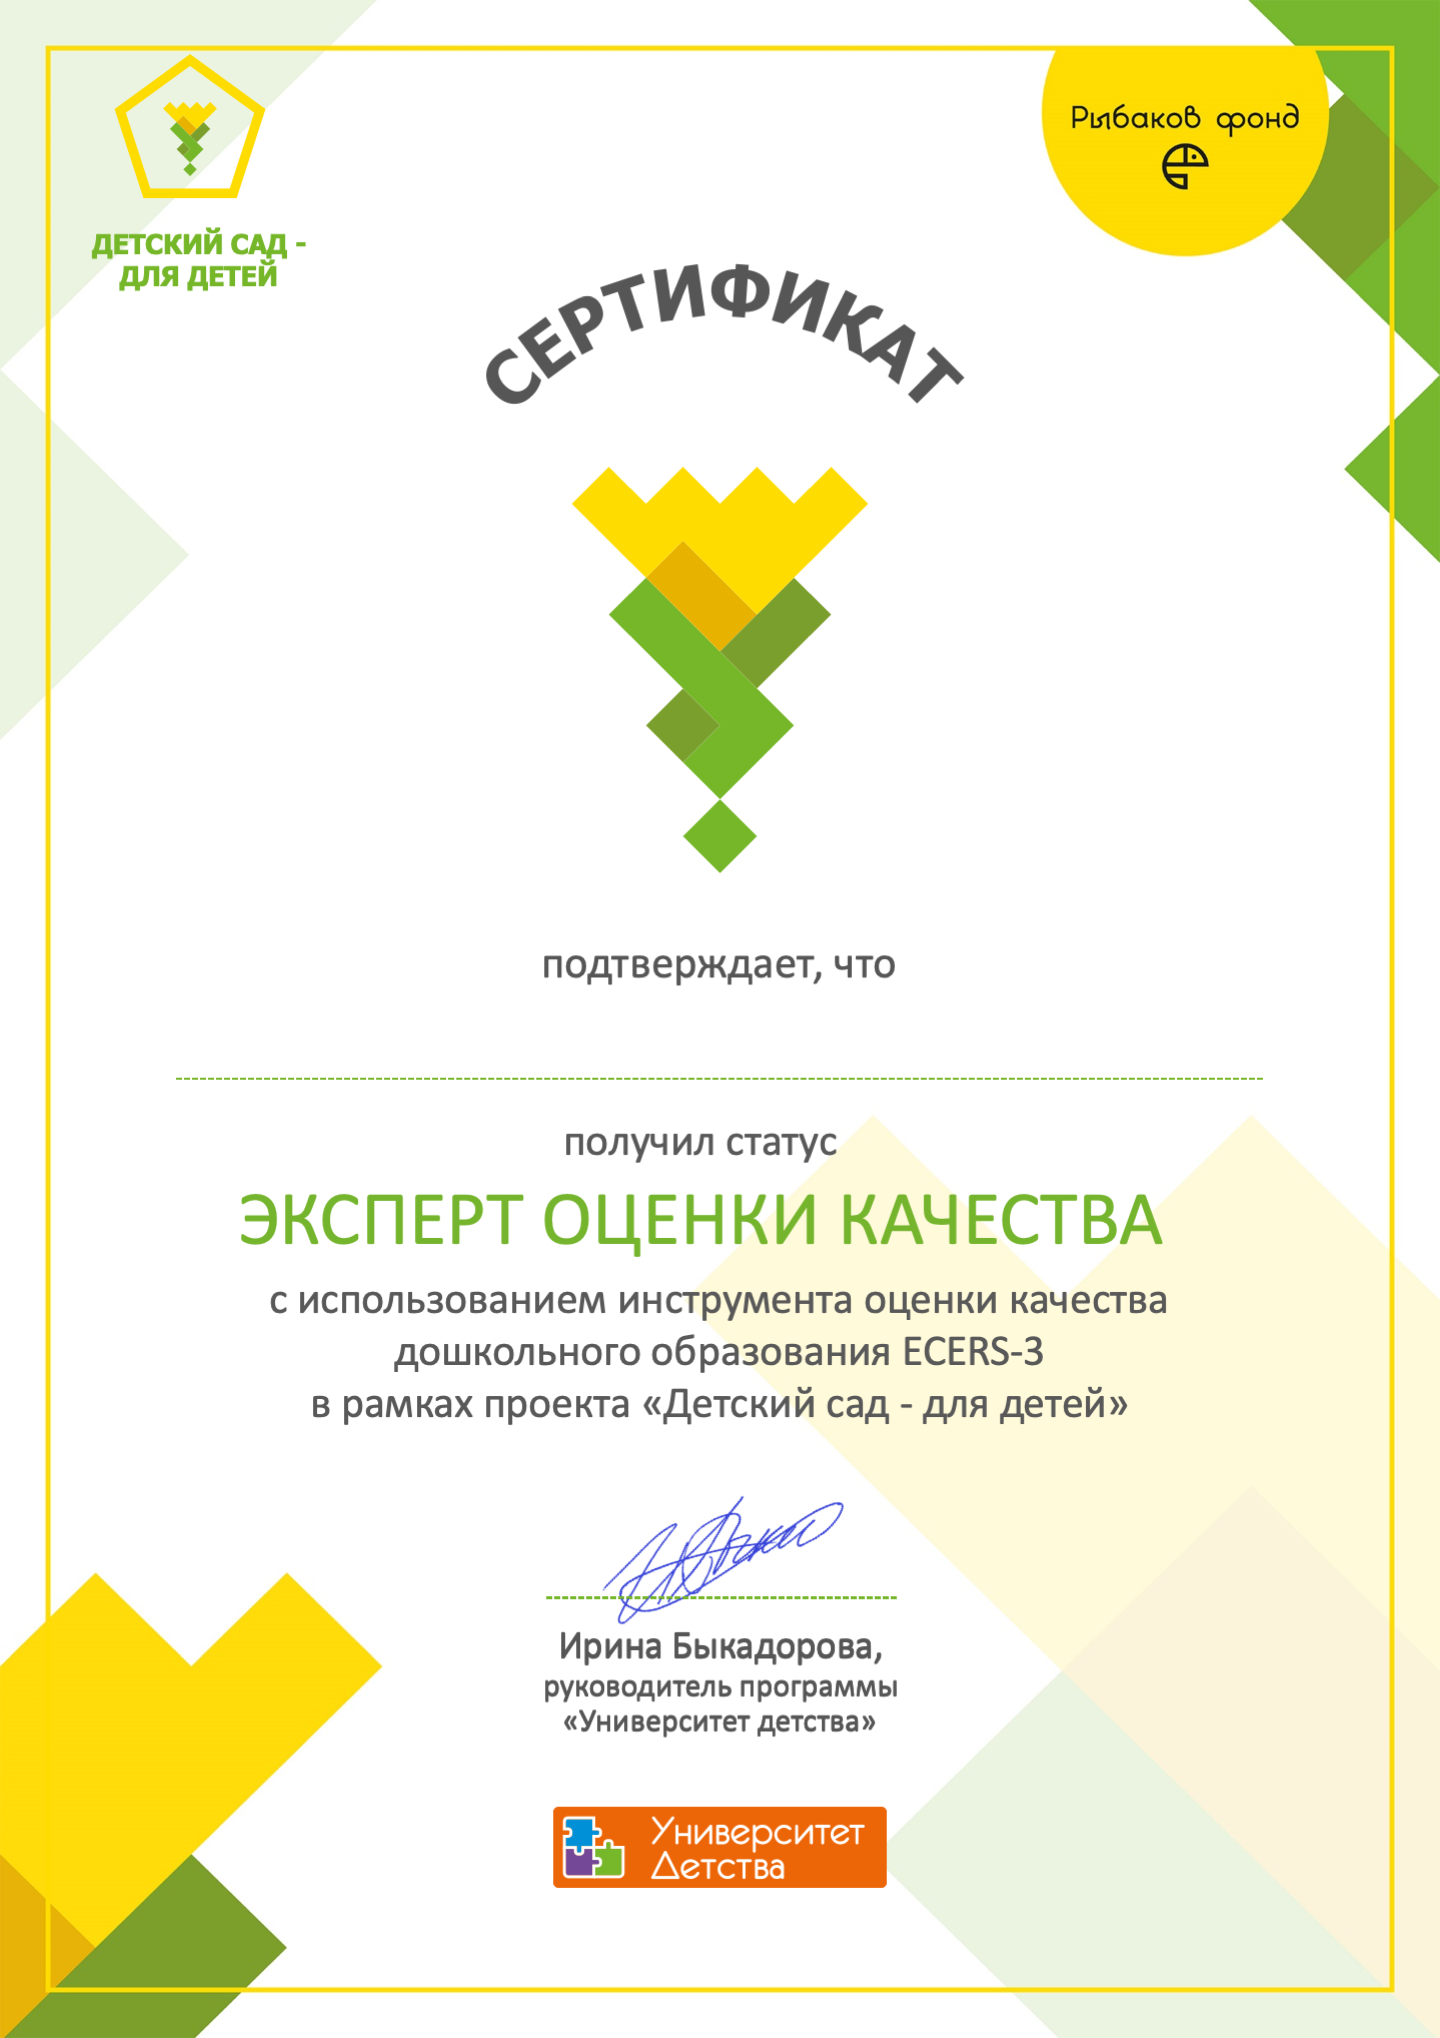 ДЕТСКИЙ САД -
ДЛЯ ДЕТЕЙ
Рыбаков фонд
СЕРТИФИКАТ
подтверждает, что
получил статус
ЭКСПЕРТ ОЦЕНКИ КАЧЕСТВА
с использованием инструмента оценки качества
дошкольного образования ECERS-3
в рамках проекта «Детский сад - для детей»
Ирина Быкадорова,
руководитель программы
«Университет детства»
Университет
Детства